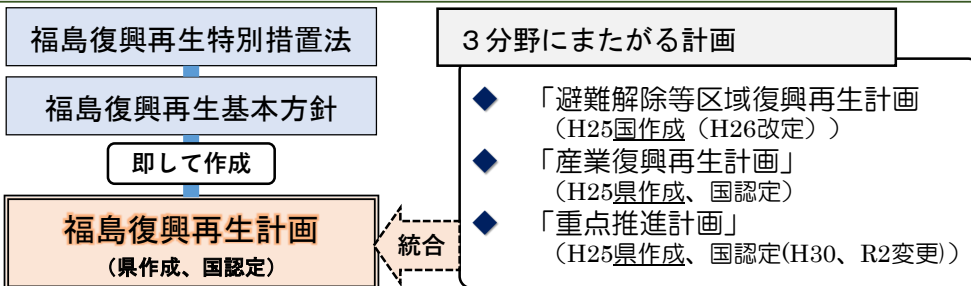 福島復興再生特別措置法
福島復興再生基本方針
即して作成
福島復興再生計画
（県作成、国認定）
統合
３分野にまたがる計画
◆ 「避難解除等区域復興再生計画
（H25国作成（H26改定））
◆ 「産業復興再生計画」
（H25県作成、国認定）
◆ 「重点推進計画」
（H25県作成、国認定(H30、R2変更)）